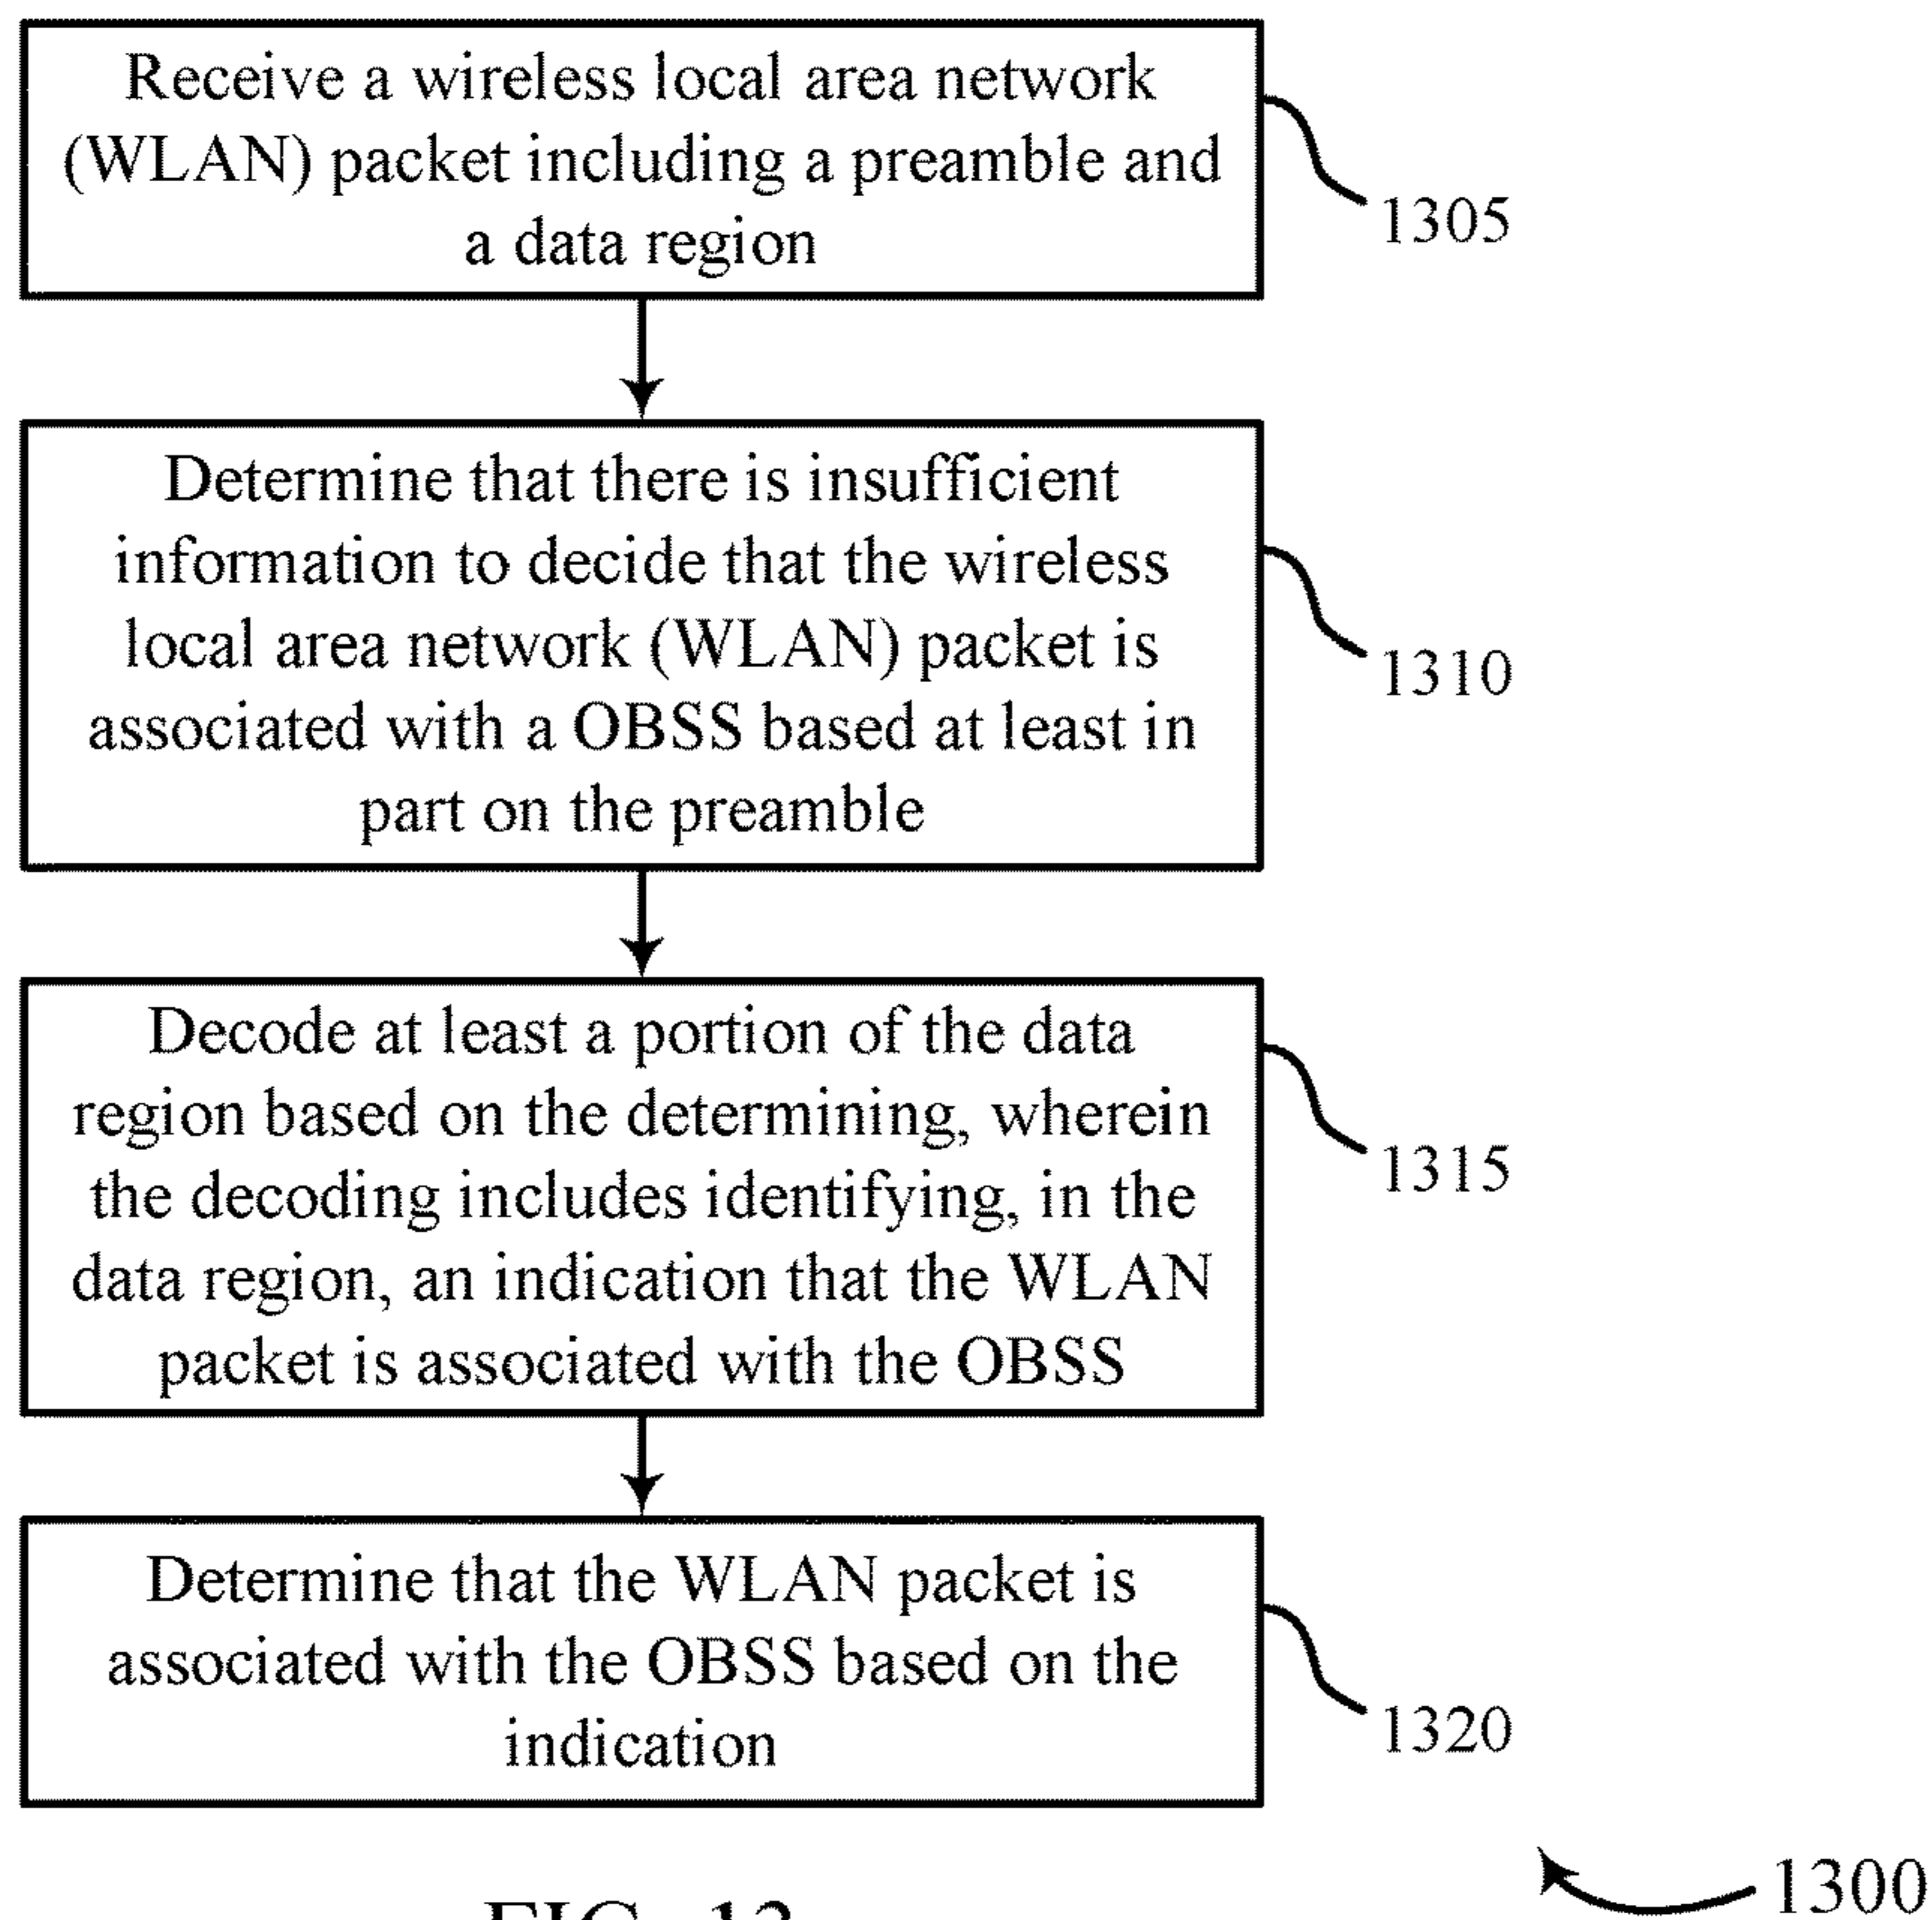 Receive a wireless local area network
(WLAN) packet including a preamble and
a data region
1305
Determine that there is insufficient
information to decide that the wireless
local area network (WLAN) packet is
associated with a OBSS based at least in
part on the preamble
1310
Decode at least a portion of the data
region based on the determining, wherein
the decoding includes identifying, in the
data region, an indication that the WLAN
packet is associated with the OBSS
1315
Determine that the WLAN packet is
associated with the OBSS based on the
indication
1320
1300
FIG. 13